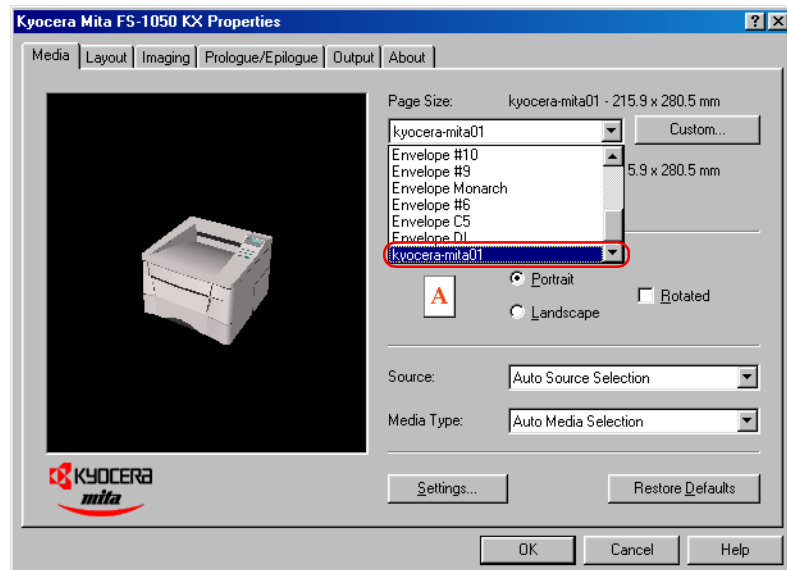 Kyocera Mita FS-1050 KX Properties
Media Layout Imaging Prologue/Epilogue Output About
Page Size: kyocera-mita01 - 215.9 x 280.5 mm
kyocera-mita01 Custom...
Envelope #10
Envelope #9 5.9 x 280.5 mm
Envelope Monarch
Envelope #6
Envelope C5
Envelope DL
kyocera-mita01
A Portrait
Rotated
Landscape
Source: Auto Source Selection
Media Type: Auto Media Selection
KYOCERA
mita
Settings... Restore Defaults
OK Cancel Help